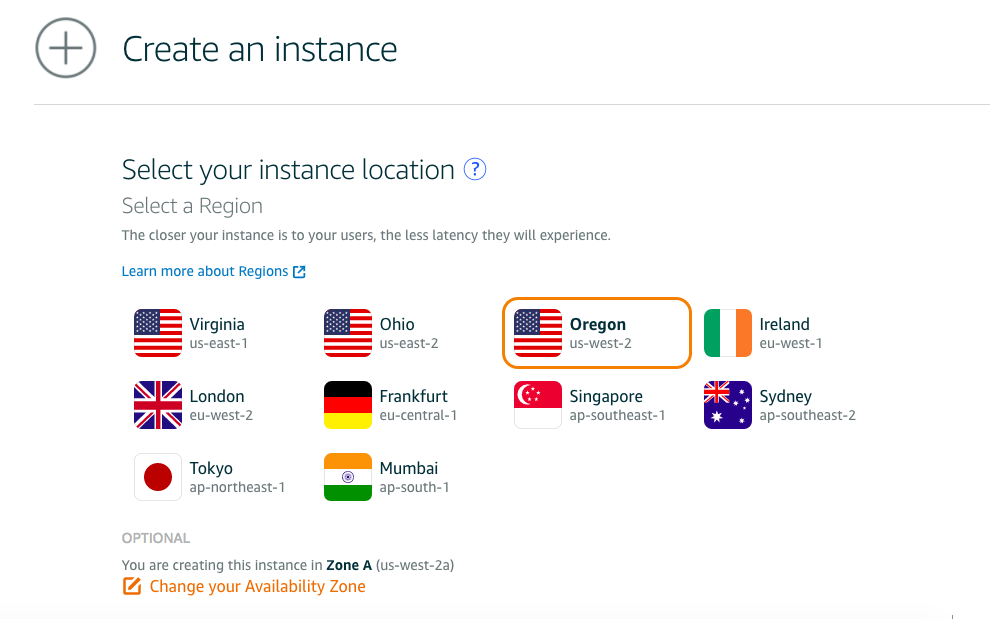 Create an instance
Select your instance location ?
Select a Region
The closer your instance is to your users, the less latency they will experience.
Learn more about Regions
Virginia
us-east-1
Ohio
us-east-2
Oregon
us-west-2
Ireland
eu-west-1
London
eu-west-2
Frankfurt
eu-central-1
Singapore
ap-southeast-1
Sydney
ap-southeast-2
Tokyo
ap-northeast-1
Mumbai
ap-south-1
OPTIONAL
You are creating this instance in Zone A (us-west-2a)
Change your Availability Zone